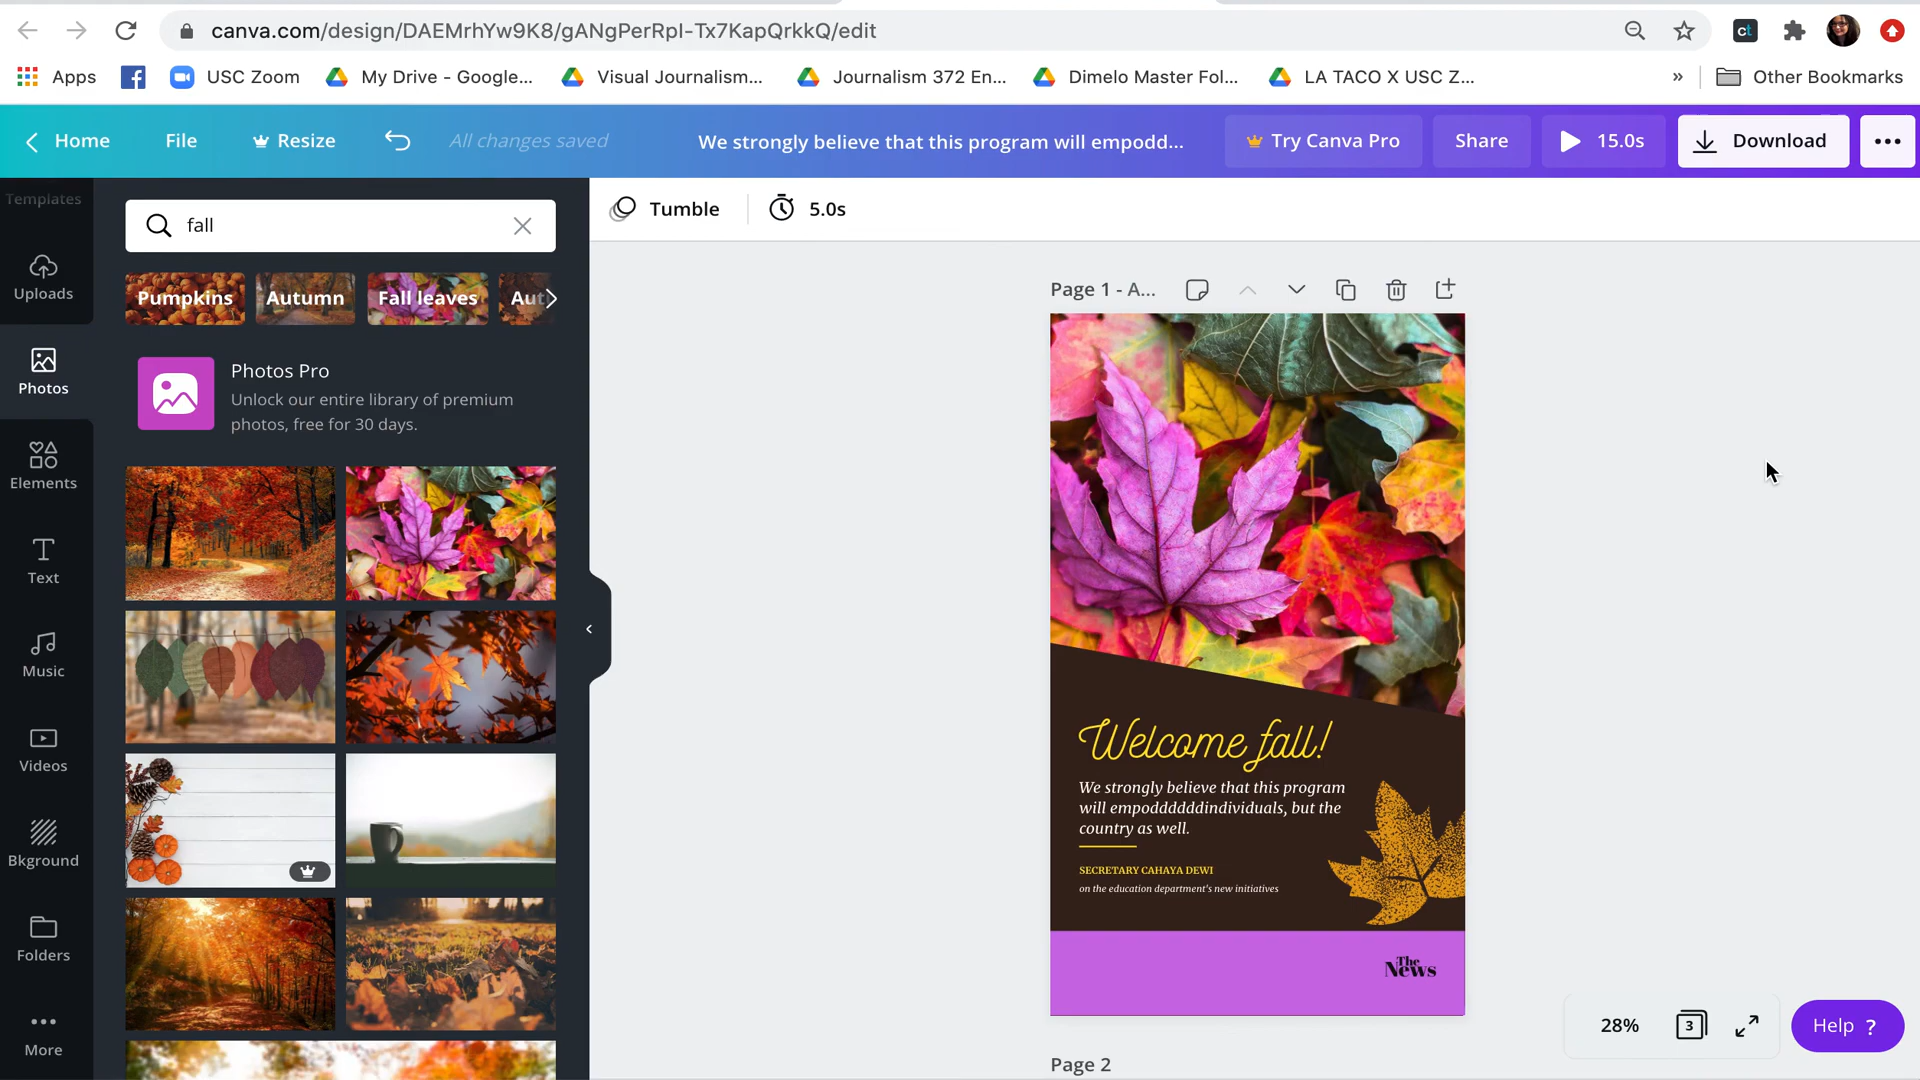 canva.com/design/DAEMrhYw9K8/gANgPerRpI-Tx7KapQrkkQ/edit
ct
Apps
USC Zoom
My Drive - Google...
Visual Journalism...
Journalism 372 En...
Dimelo Master Fol...
LA TACO X USC Z...
»
Other Bookmarks
Home
File
Resize
All changes saved
We strongly believe that this program will empodd...
Try Canva Pro
Share
15.0s
Download
Templates
Uploads
Photos
Elements
Text
Music
Videos
Bkground
Folders
More
fall
Pumpkins
Autumn
Fall leaves
Aut
Photos Pro
Unlock our entire library of premium
photos, free for 30 days.
Tumble
5.0s
Page 1 - A...
Welcome fall!
We strongly believe that this program
will empoddddddindividuals, but the
country as well.
SECRETARY CAHAYA DEWI
on the education department's new initiatives
The
News
Page 2
28%
3
Help ?